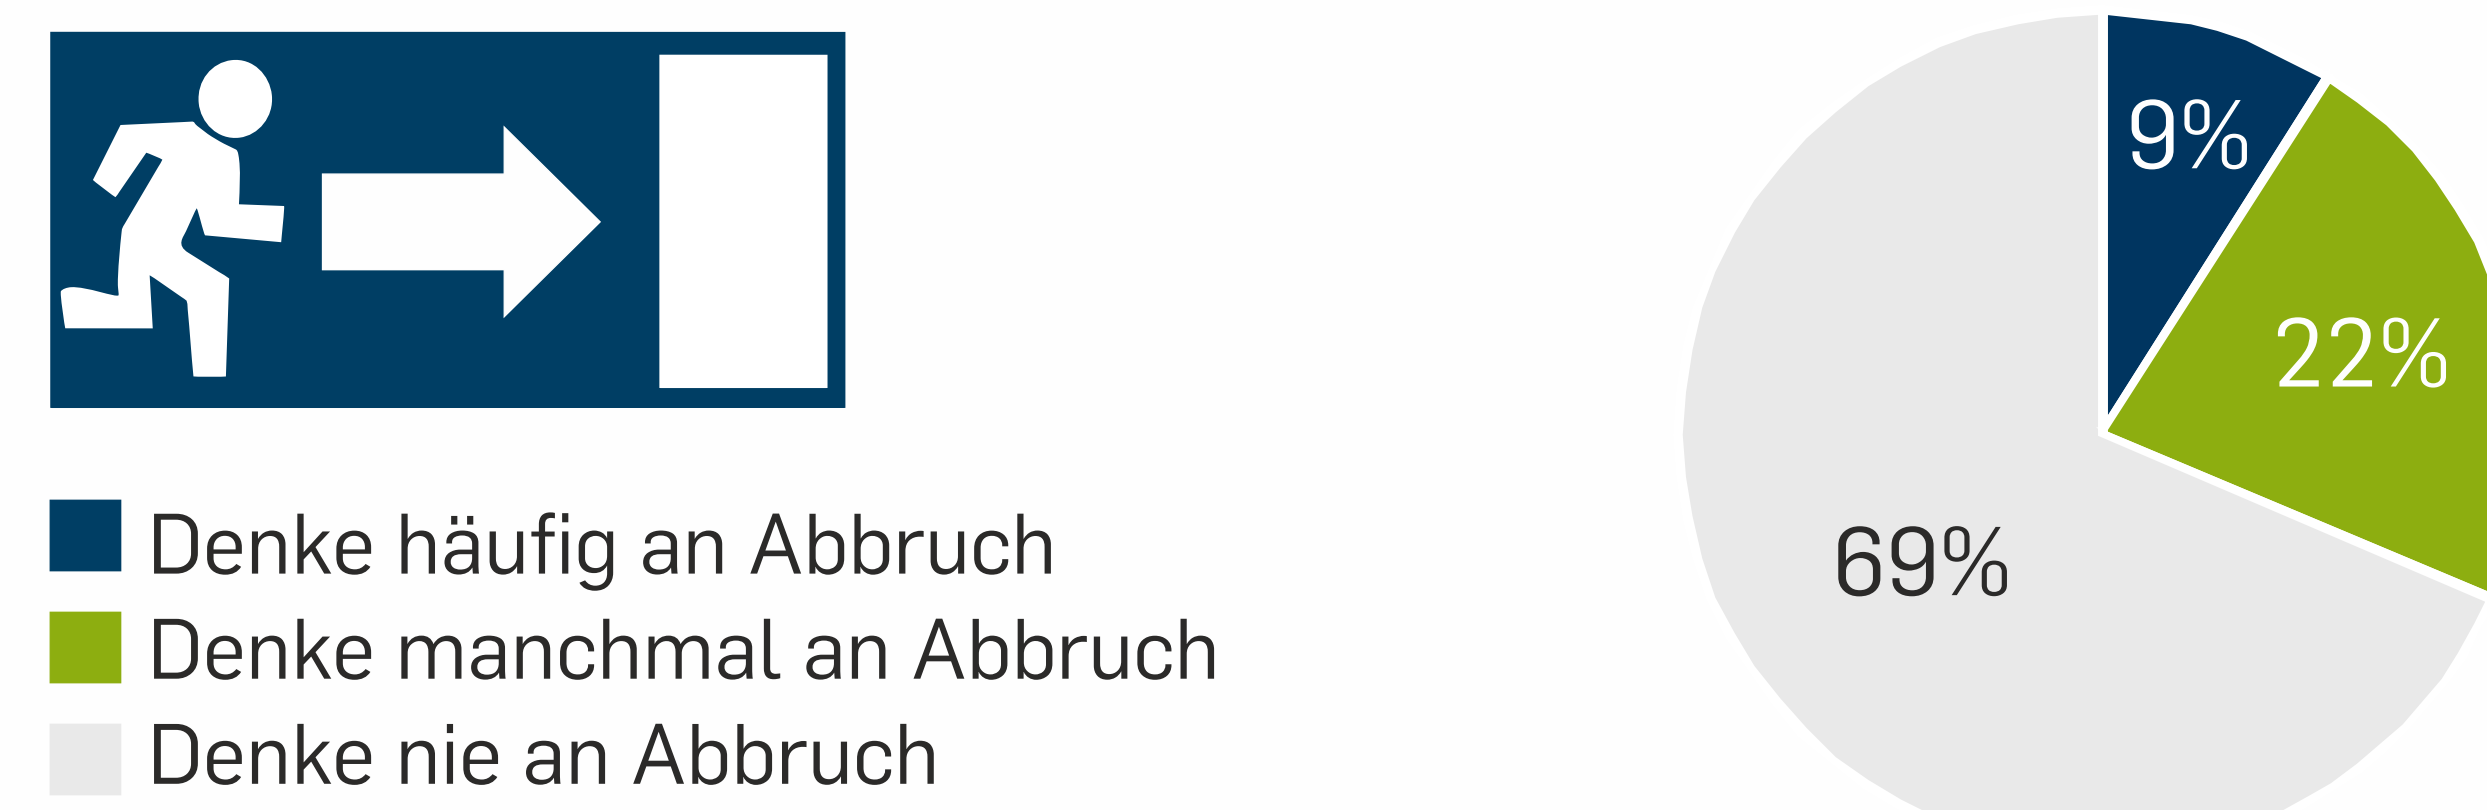 9%
22%
69%
Denke häufig an Abbruch
Denke manchmal an Abbruch
Denke nie an Abbruch